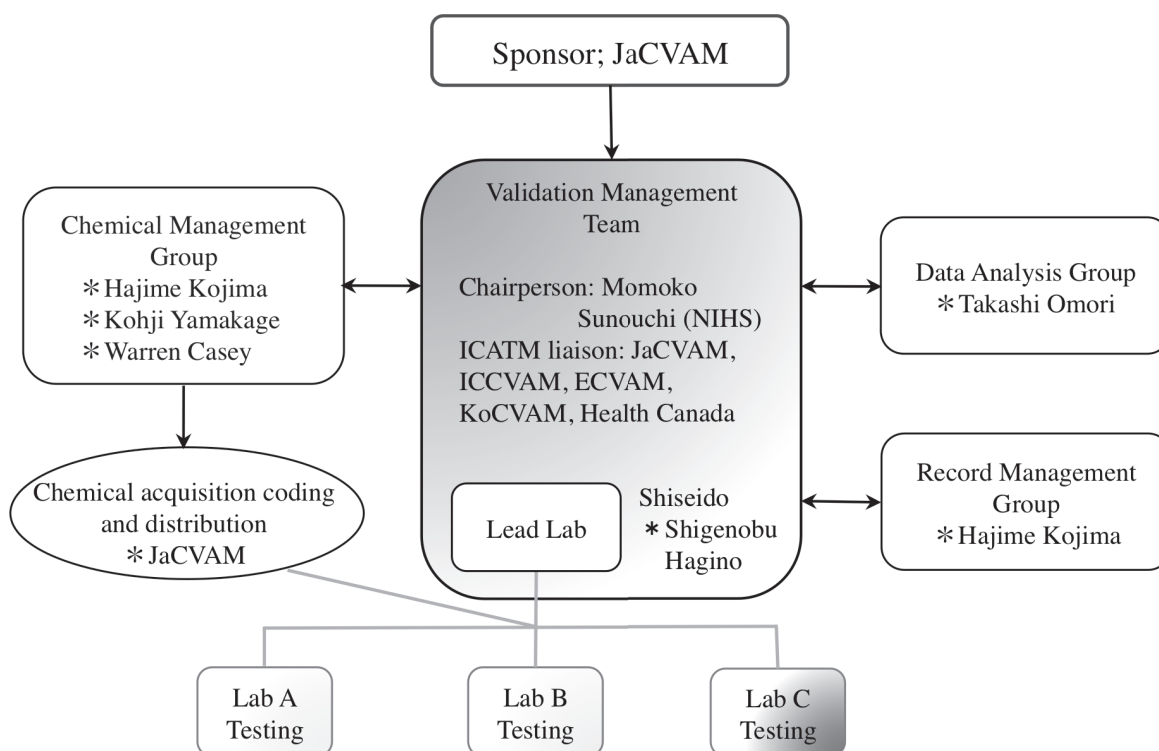 Sponsor; JaCVAM
Validation Management
Team
Chairperson: Momoko
Sunouchi (NIHS)
ICATM liaison: JaCVAM,
ICCVAM, ECVAM,
KoCVAM, Health Canada
Lead Lab
Shiseido
* Shigenobu
Hagino
Chemical Management
Group
* Hajime Kojima
* Kohji Yamakage
* Warren Casey
Chemical acquisition coding
and distribution
* JaCVAM
Data Analysis Group
* Takashi Omori
Record Management
Group
* Hajime Kojima
Lab A
Testing
Lab B
Testing
Lab C
Testing